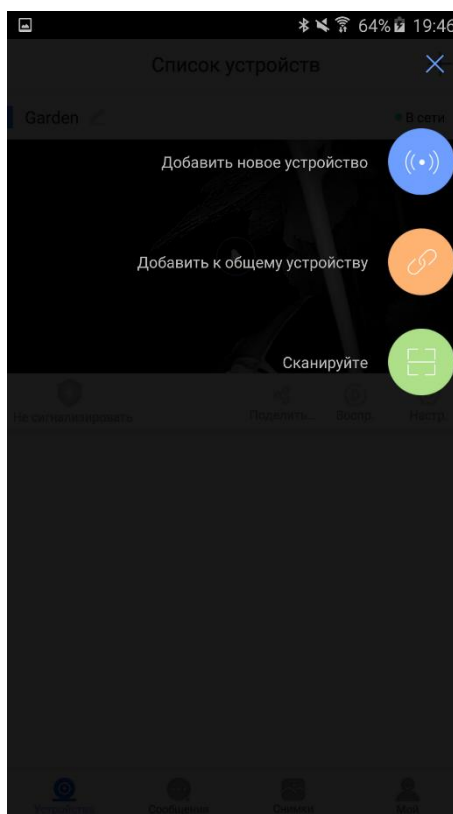 64% 19:46
Список устройств
Garden
В сети
Добавить новое устройство
Добавить к общему устройству
Сканируйте
Не сигнализировать
Поделить... Воспр. Настр..
Устройства Сообщения Снимки Мой